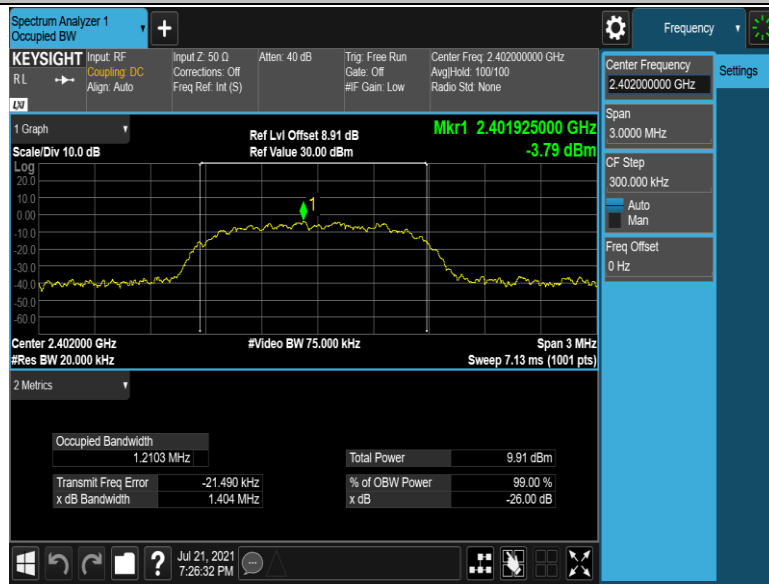 Spectrum Analyzer 1
Occupied BW
+
Frequency
KEYSIGHT
RL
LXI
Input: RF
Coupling: DC
Align: Auto
Input Z: 50 Ω
Corrections: Off
Freq Ref: Int (S)
Atten: 40 dB
Trig: Free Run
Gate: Off
#IF Gain: Low
Center Freq: 2.402000000 GHz
Avg|Hold: 100/100
Radio Std: None
Center Frequency
2.402000000 GHz
Settings
Span
3.0000 MHz
CF Step
300.000 kHz
Auto
Man
Freq Offset
0 Hz
1 Graph
Scale/Div 10.0 dB
Ref Lvl Offset 8.91 dB
Ref Value 30.00 dBm
Mkr1 2.401925000 GHz
-3.79 dBm
Log
20.0
10.0
0.00
-10.0
-20.0
-30.0
-40.0
-50.0
-60.0
1
Center 2.402000 GHz
#Video BW 75.000 kHz
Span 3 MHz
#Res BW 20.000 kHz
Sweep 7.13 ms (1001 pts)
2 Metrics
Occupied Bandwidth
1.2103 MHz
Total Power 9.91 dBm
Transmit Freq Error -21.490 kHz
% of OBW Power 99.00 %
x dB Bandwidth 1.404 MHz
x dB -26.00 dB
?
Jul 21, 2021
7:26:32 PM